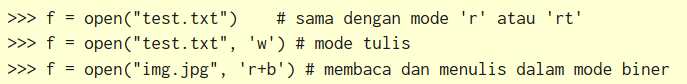 >>> f = open("test.txt")    # sama dengan mode 'r' atau 'rt'
>>> f = open("test.txt", 'w') # mode tulis
>>> f = open("img.jpg", 'r+b') # membaca dan menulis dalam mode biner